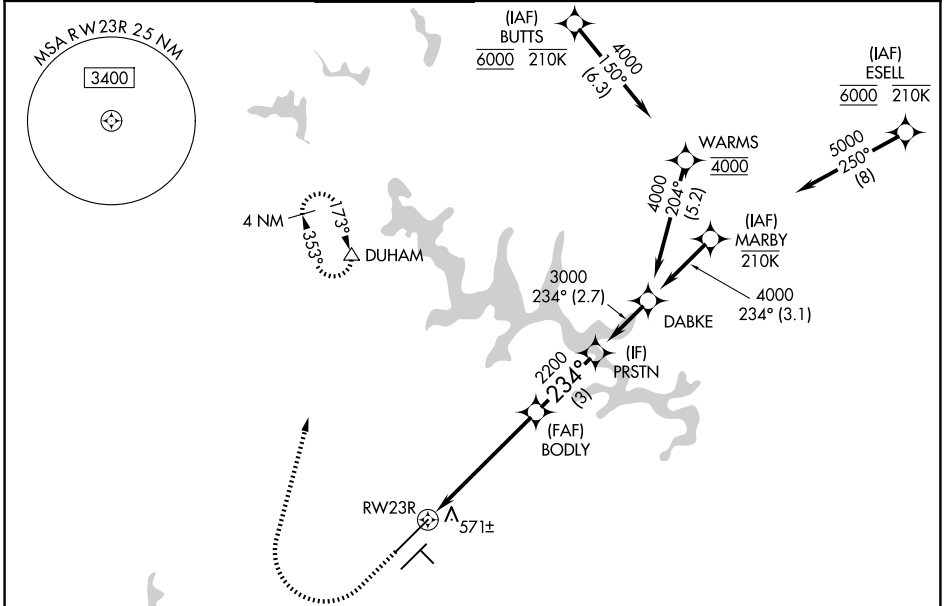 MSA RW23R 25 NM
3400
(IAF)
BUTTS
6000 210K
4000
150°
(6.3)
(IAF)
ESELL
6000 210K
5000
250°
(8)
WARMS
4000
4000
204°
(5.2)
4 NM
173°
353°
DUHAM
(IAF)
MARBY
210K
3000
234° (2.7)
4000
234° (3.1)
DABKE
(IF)
PRSTN
2200
234°
(3)
(FAF)
BODLY
RW23R
571±